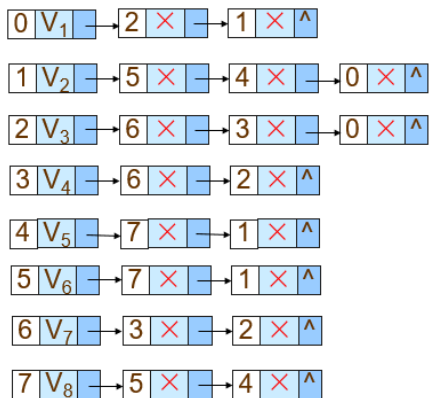 0 V₁ 2 × 1 × ^
1 V₂ 5 × 4 × 0 × ^
2 V₃ 6 × 3 × 0 × ^
3 V₄ 6 × 2 × ^
4 V₅ 7 × 1 × ^
5 V₆ 7 × 1 × ^
6 V₇ 3 × 2 × ^
7 V₈ 5 × 4 × ^